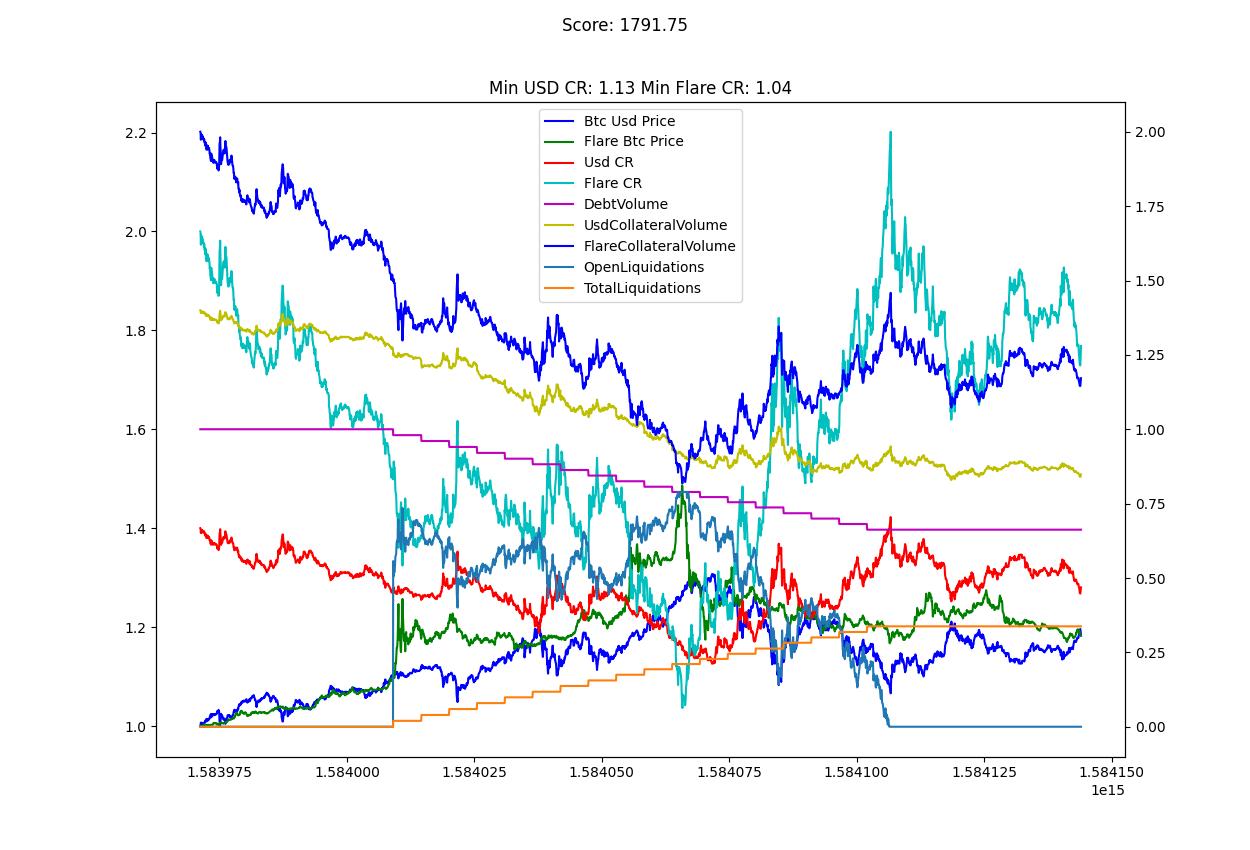 Score: 1791.75
Min USD CR: 1.13 Min Flare CR: 1.04
Btc Usd Price
Flare Btc Price
Usd CR
Flare CR
DebtVolume
UsdCollateralVolume
FlareCollateralVolume
OpenLiquidations
TotalLiquidations
2.2
2.0
1.8
1.6
1.4
1.2
1.0
2.00
1.75
1.50
1.25
1.00
0.75
0.50
0.25
0.00
1.583975 1.584000 1.584025 1.584050 1.584075 1.584100 1.584125 1.584150
1e15